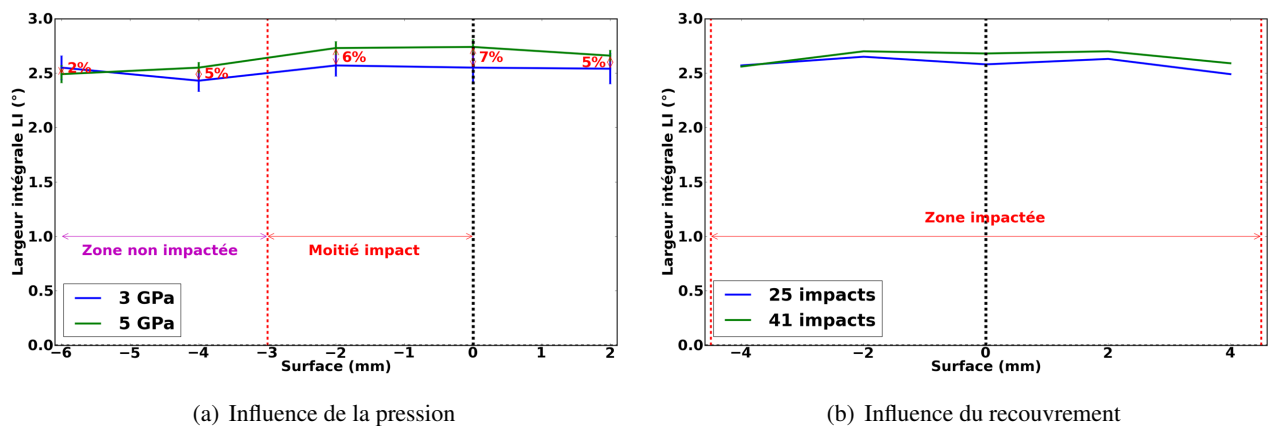 3.0
2.5
2.0
1.5
1.0
0.5
0.0
Largeur intégrale LI (°)
2%
5%
6%
7%
5%
Zone non impactée
Moitié impact
3 GPa
5 GPa
−6 −5 −4 −3 −2 −1 0 1 2
Surface (mm)
(a) Influence de la pression
3.0
2.5
2.0
1.5
1.0
0.5
0.0
Largeur intégrale LI (°)
Zone impactée
25 impacts
41 impacts
−4 −2 0 2 4
Surface (mm)
(b) Influence du recouvrement